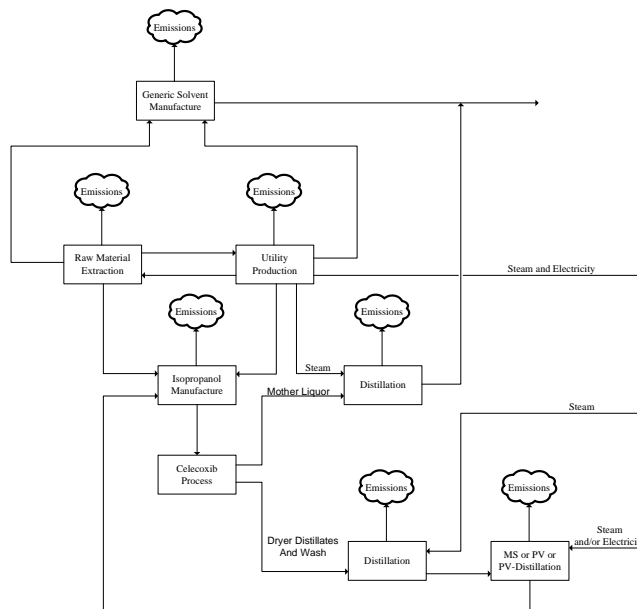 Emissions
Generic Solvent
Manufacture
Emissions
Emissions
Raw Material
Extraction
Utility
Production
Steam and Electricity
Emissions
Emissions
Isopropanol
Manufacture
Steam
Distillation
Mother Liquor
Steam
Celecoxib
Process
Emissions
Emissions
Dryer Distillates
And Wash
Distillation
MS or PV or
PV-Distillation
Steam
and/or Electrici